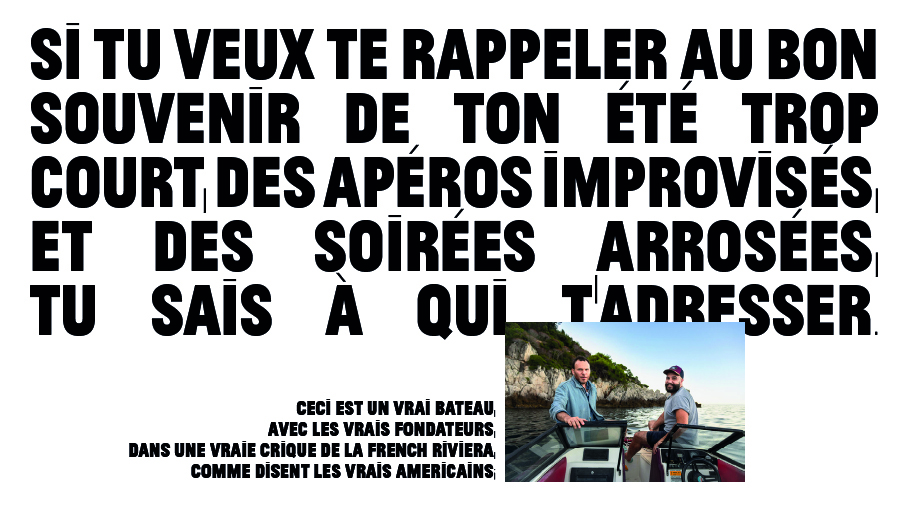 SI TU VEUX TE RAPPELER AU BON
SOUVENIR DE TON ÉTÉ TROP
COURT, DES APÉROS IMPROVISÉS,
ET DES SOIRÉES ARROSÉES,
TU SAIS À QUI T'ADRESSER.
CECI EST UN VRAI BATEAU,
AVEC LES VRAIS FONDATEURS,
DANS UNE VRAIE CRIQUE DE LA FRENCH RIVIERA,
COMME DISENT LES VRAIS AMERICAINS,